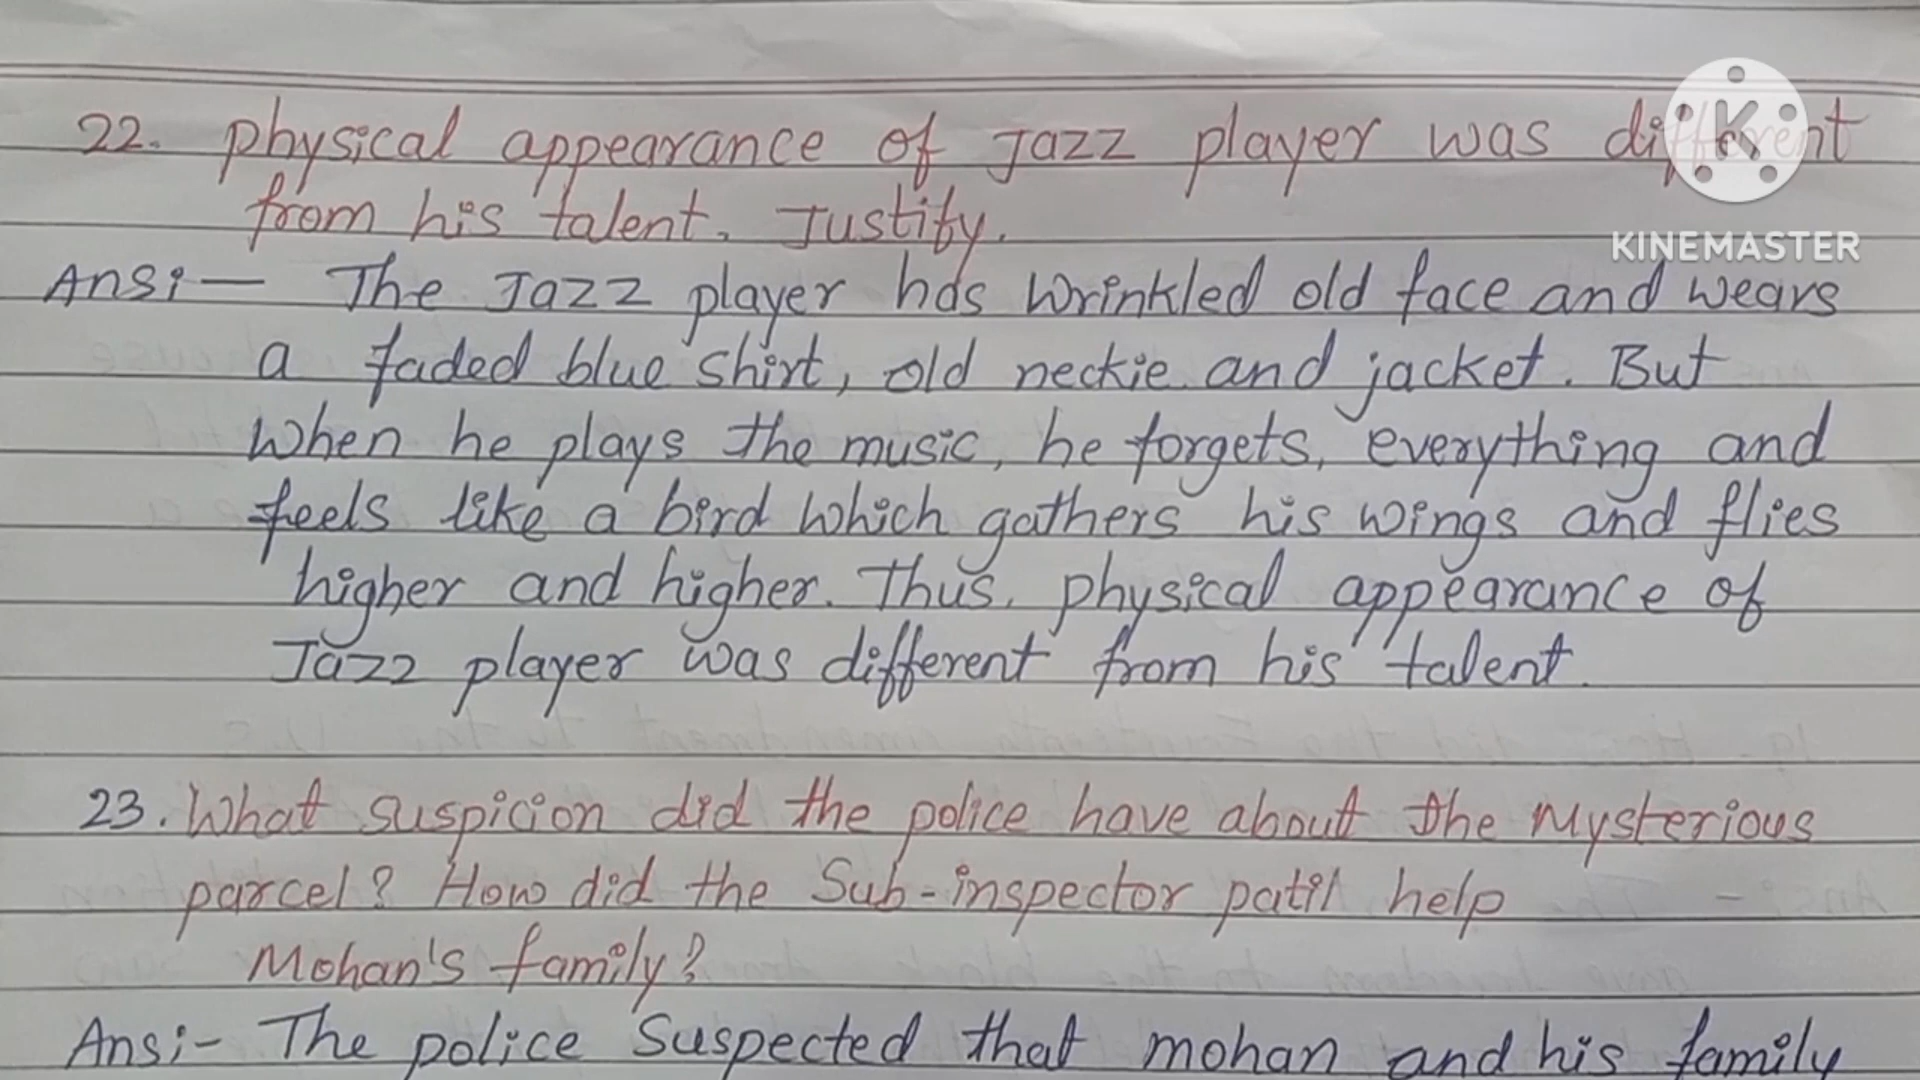 22. Physical appearance of Jazz player was different
from his talent. Justify.
Ans:- The Jazz player has wrinkled old face and wears
a faded blue shirt, old neckie and jacket. But
when he plays the music, he forgets, everything and
feels like a bird which gathers his wings and flies
higher and higher. Thus, physical appearance of
Jazz player was different from his talent.
23. What suspicion did the police have about the Mysterious
parcel? How did the Sub-inspector patil help
Mohan's family?
Ans:- The police suspected that mohan and his family
K
KINEMASTER